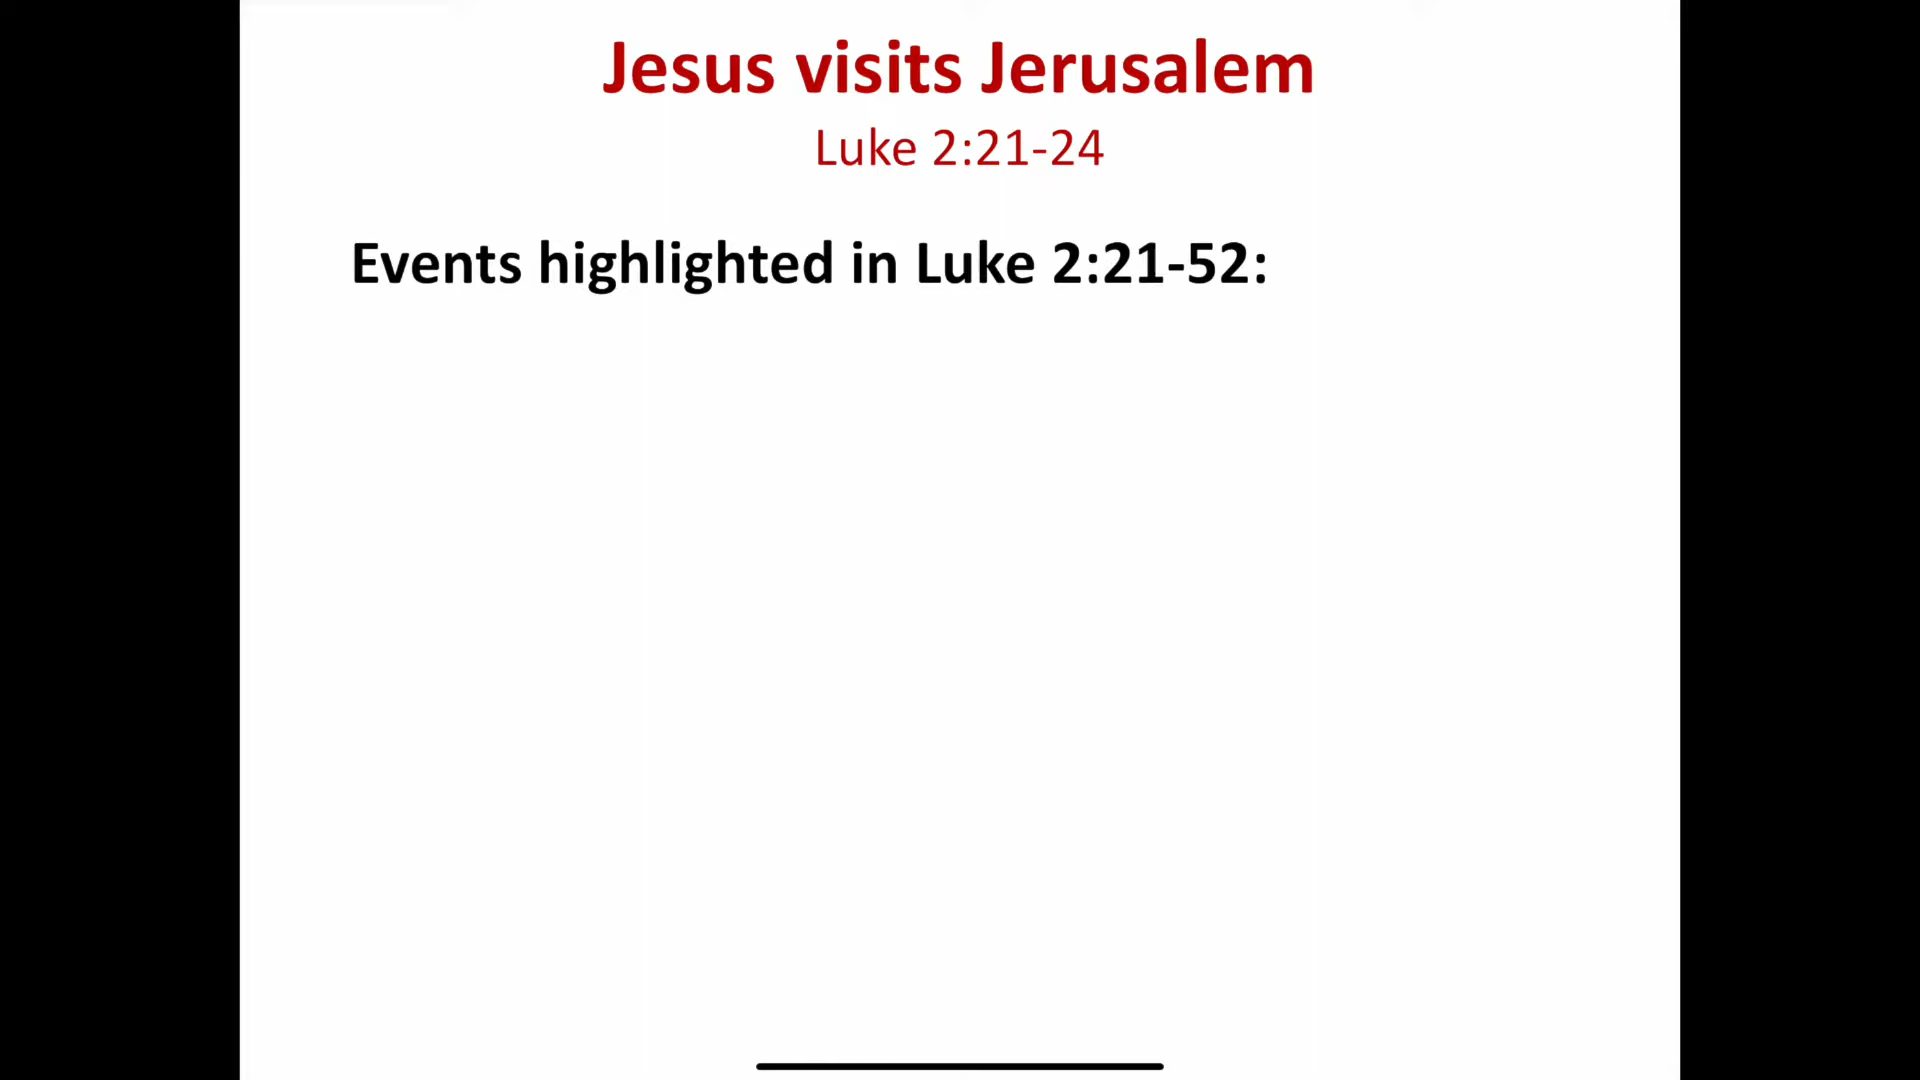 Jesus visits Jerusalem
Luke 2:21-24
Events highlighted in Luke 2:21-52: